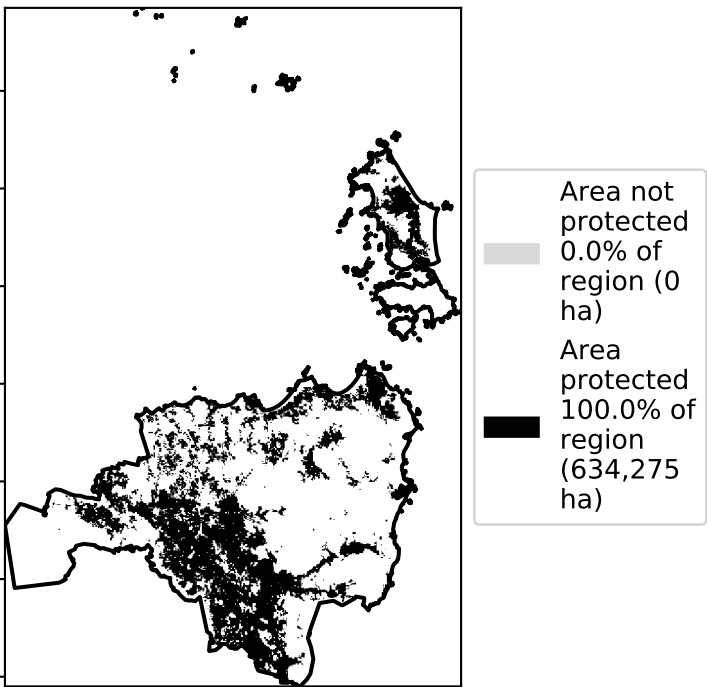 Area not
protected
0.0% of
region (0
ha)
Area
protected
100.0% of
region
(634,275
ha)